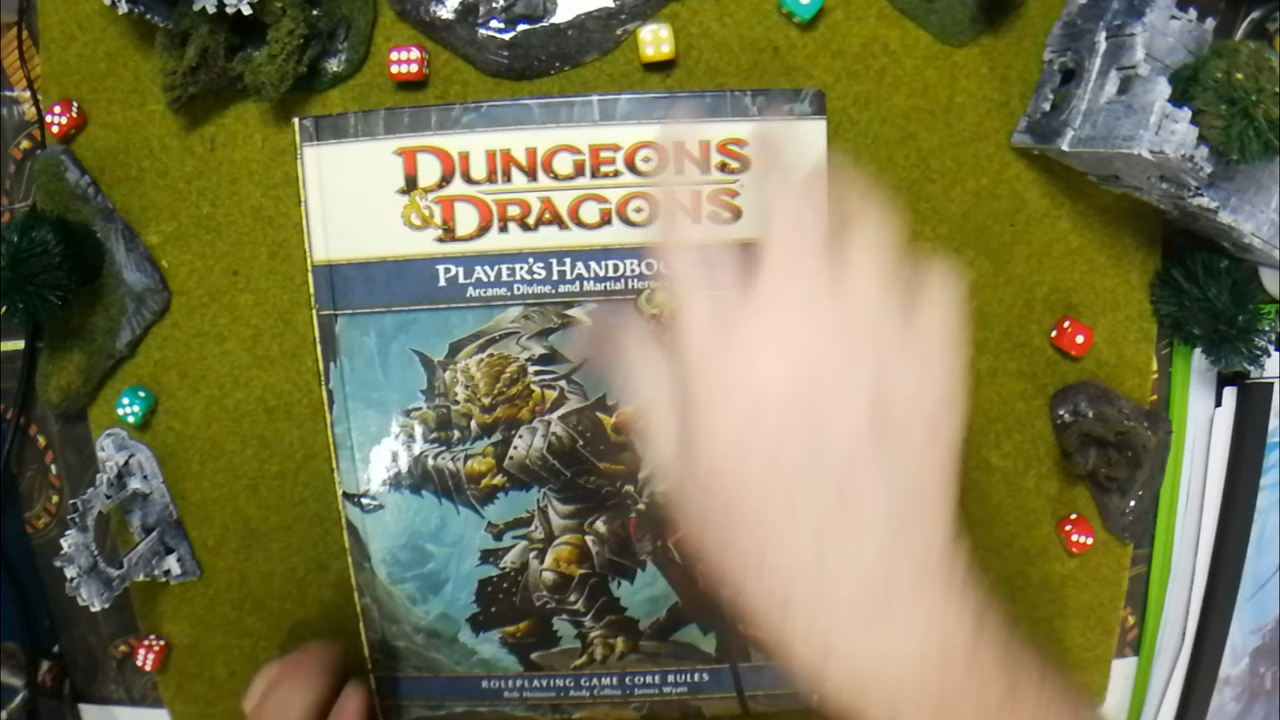 DUNGEONS
& DRAGONS
PLAYER'S HANDBOO
Arcane, Divine, and Martial Hero
ROLEPLAYING GAME CORE RULES
Rob Heinsoo • Andy Collins • James Wyatt